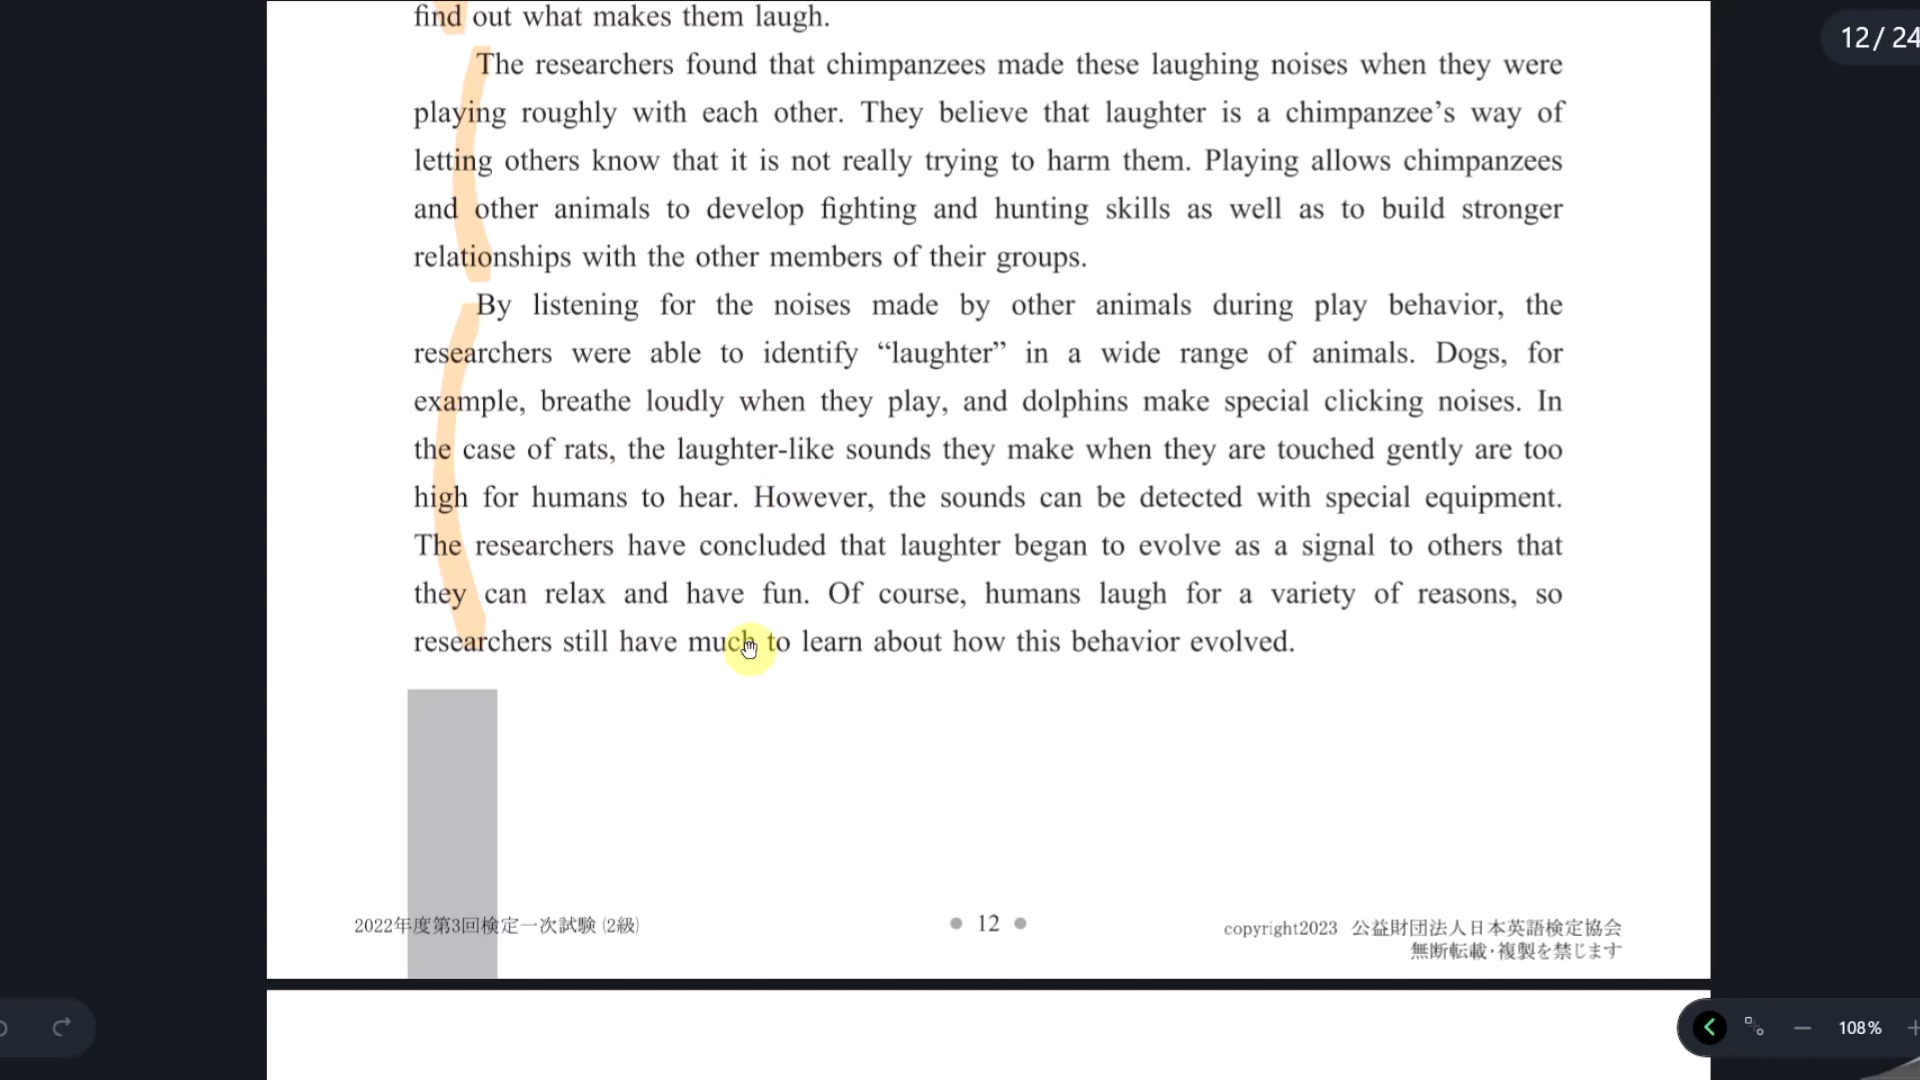 find out what makes them laugh.
12 / 24
The researchers found that chimpanzees made these laughing noises when they were
playing roughly with each other. They believe that laughter is a chimpanzee’s way of
letting others know that it is not really trying to harm them. Playing allows chimpanzees
and other animals to develop fighting and hunting skills as well as to build stronger
relationships with the other members of their groups.
By listening for the noises made by other animals during play behavior, the
researchers were able to identify “laughter” in a wide range of animals. Dogs, for
example, breathe loudly when they play, and dolphins make special clicking noises. In
the case of rats, the laughter-like sounds they make when they are touched gently are too
high for humans to hear. However, the sounds can be detected with special equipment.
The researchers have concluded that laughter began to evolve as a signal to others that
they can relax and have fun. Of course, humans laugh for a variety of reasons, so
researchers still have much to learn about how this behavior evolved.
2022年度第3回検定一次試験 (2級)
● 12 ●
copyright2023 公益財団法人日本英語検定協会
無断転載・複製を禁じます
108%